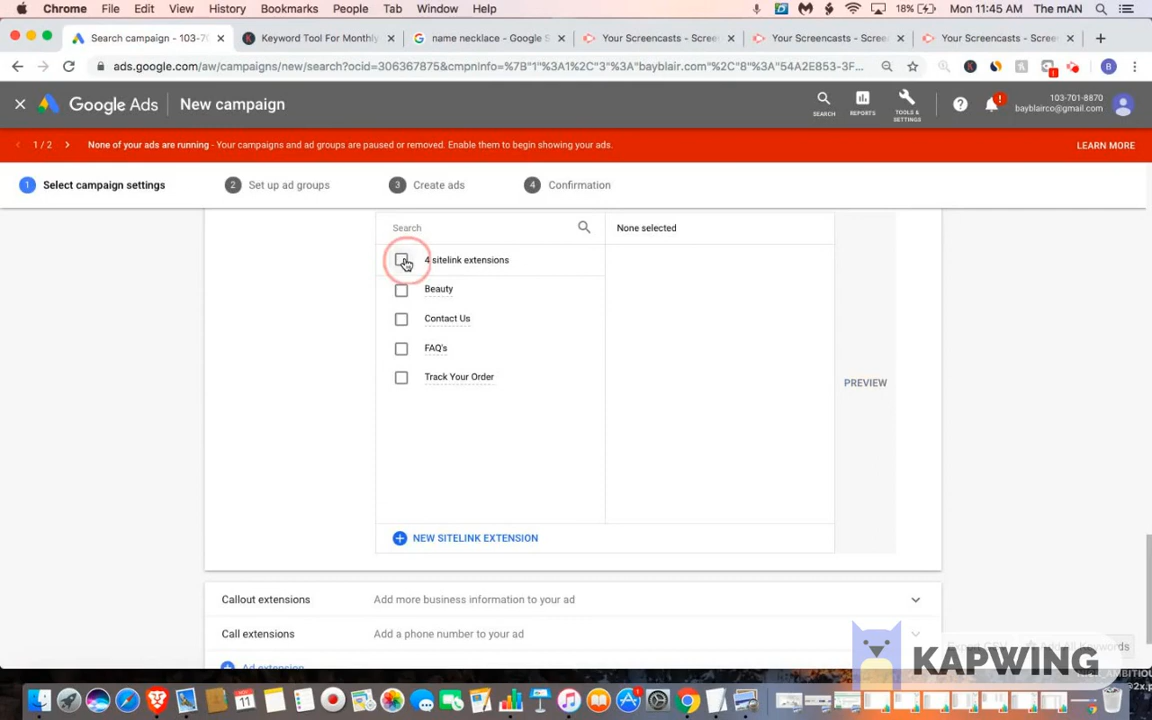 Chrome File Edit View History Bookmarks People Tab Window Help 18% Mon 11:45 AM The mAN
Search campaign - 103-70 Keyword Tool For Monthly name necklace - Google S Your Screencasts - Scree Your Screencasts - Scree Your Screencasts - Scree
ads.google.com/aw/campaigns/new/search?ocid=306367875&cmpnInfo=%7B"1"%3A1%2C"3"%3A"bayblair.com"%2C"8"%3A"54A2E853-3F... B
Google Ads New campaign SEARCH REPORTS TOOLS & SETTINGS 103-701-8870
bayblairco@gmail.com
1 / 2 None of your ads are running - Your campaigns and ad groups are paused or removed. Enable them to begin showing your ads. LEARN MORE
1 Select campaign settings 2 Set up ad groups 3 Create ads 4 Confirmation
Search None selected
4 sitelink extensions
Beauty
Contact Us
FAQ's
Track Your Order
PREVIEW
NEW SITELINK EXTENSION
Callout extensions Add more business information to your ad
Call extensions Add a phone number to your ad
Ad extension
KAPWING